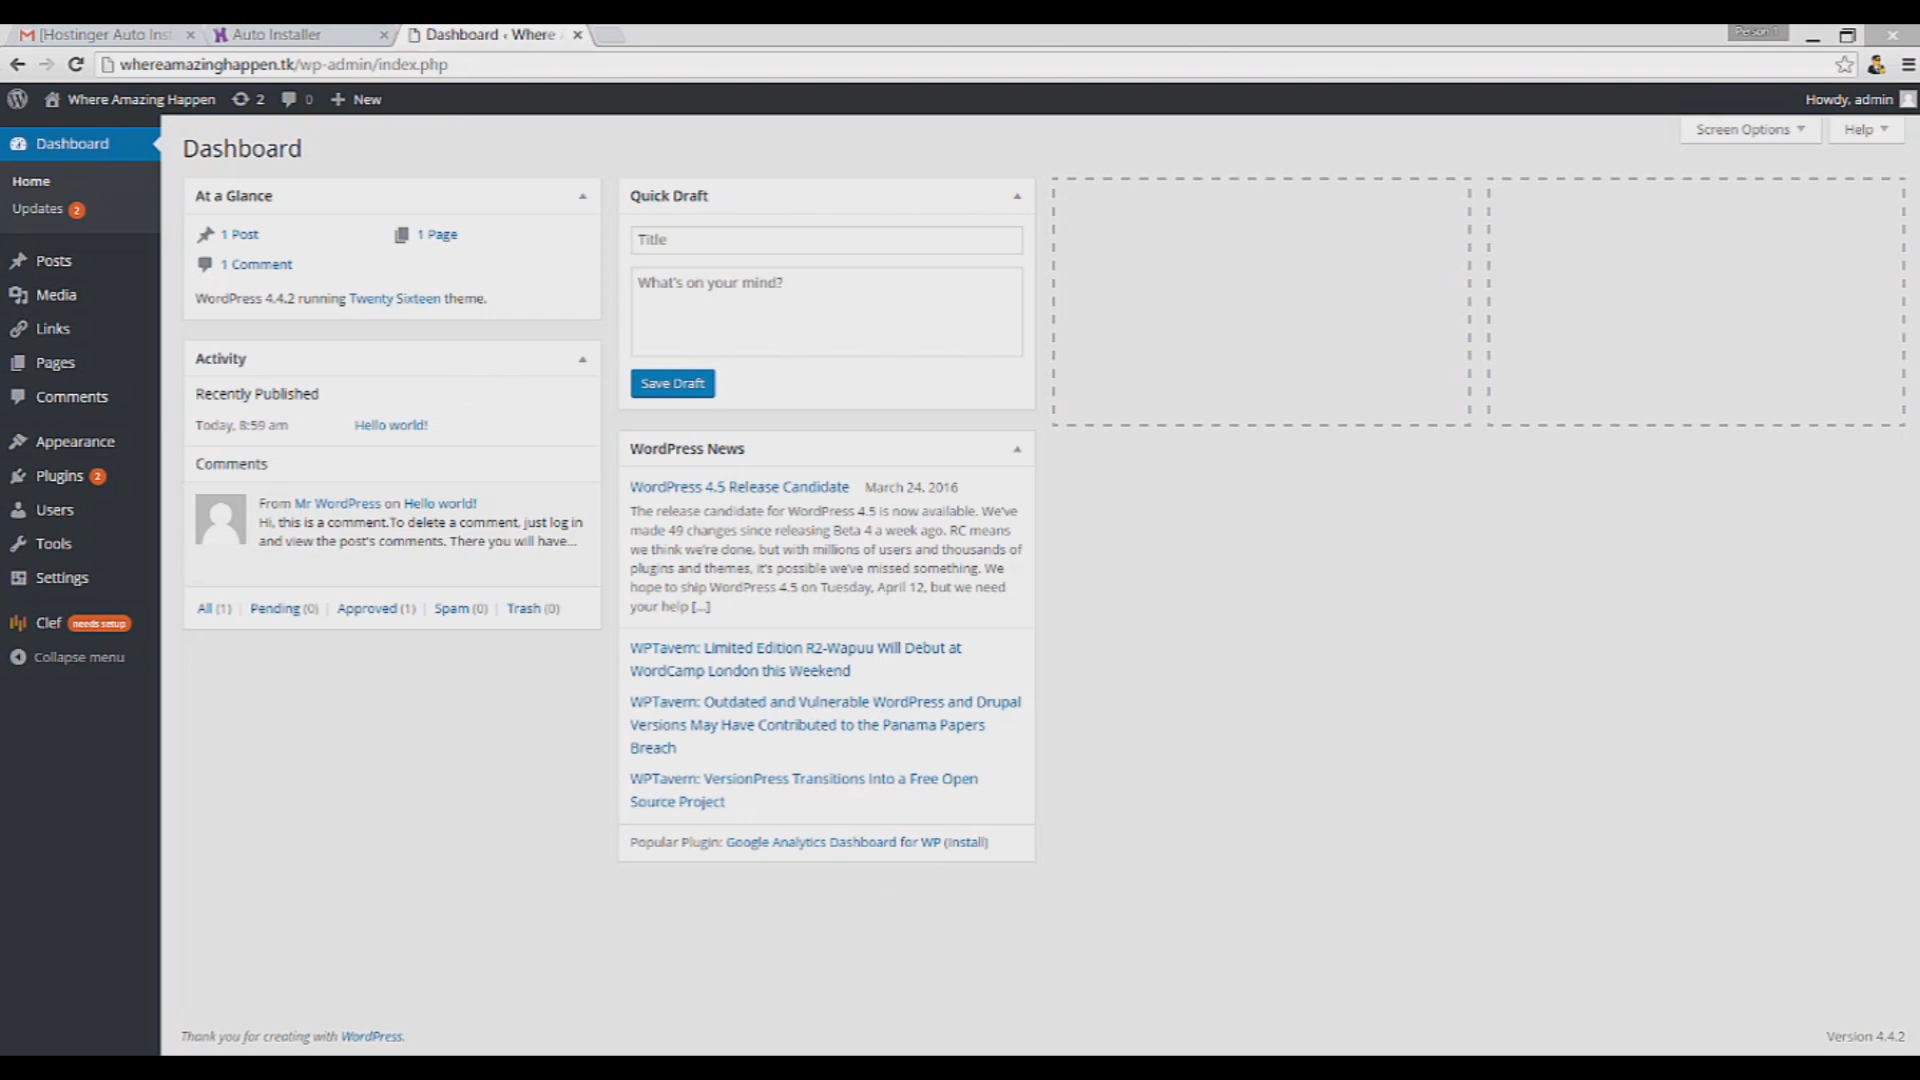 [Hostinger Auto Inst
Auto Installer
Dashboard ‹ Where
Person 1
whereamazinghappen.tk/wp-admin/index.php
Where Amazing Happen
2
0
New
Howdy, admin
Dashboard
Home
Updates 2
Posts
Media
Links
Pages
Comments
Appearance
Plugins 2
Users
Tools
Settings
Clef needs setup
Collapse menu
Dashboard
Screen Options
Help
At a Glance
1 Post
1 Page
1 Comment
WordPress 4.4.2 running Twenty Sixteen theme.
Activity
Recently Published
Today, 8:59 am
Hello world!
Comments
From Mr WordPress on Hello world!
Hi, this is a comment.To delete a comment, just log in
and view the post's comments. There you will have...
All (1) | Pending (0) | Approved (1) | Spam (0) | Trash (0)
Quick Draft
Title
What's on your mind?
Save Draft
WordPress News
WordPress 4.5 Release Candidate March 24, 2016
The release candidate for WordPress 4.5 is now available. We've
made 49 changes since releasing Beta 4 a week ago. RC means
we think we're done, but with millions of users and thousands of
plugins and themes, it's possible we've missed something. We
hope to ship WordPress 4.5 on Tuesday, April 12, but we need
your help [...]
WPTavern: Limited Edition R2-Wapuu Will Debut at
WordCamp London this Weekend
WPTavern: Outdated and Vulnerable WordPress and Drupal
Versions May Have Contributed to the Panama Papers
Breach
WPTavern: VersionPress Transitions Into a Free Open
Source Project
Popular Plugin: Google Analytics Dashboard for WP (Install)
Thank you for creating with WordPress.
Version 4.4.2